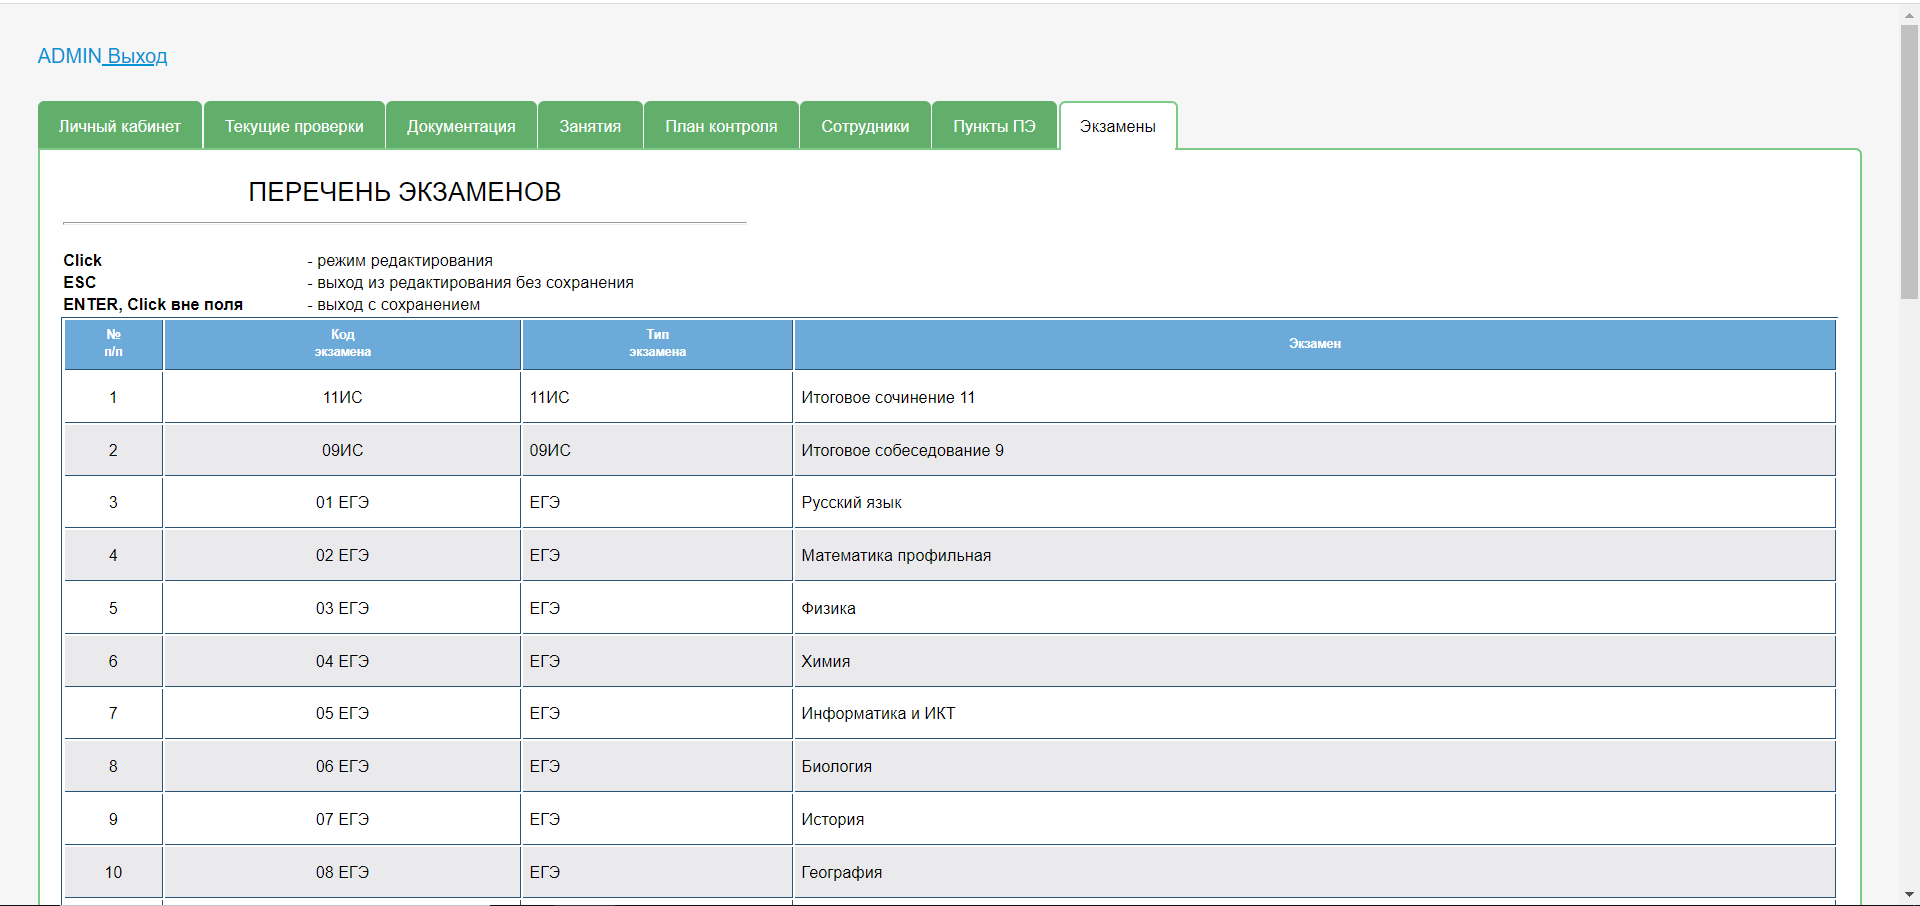 ADMIN Выход
Личный кабинет Текущие проверки Документация Занятия План контроля Сотрудники Пункты ПЭ Экзамены
ПЕРЕЧЕНЬ ЭКЗАМЕНОВ
Click - режим редактирования
ESC - выход из редактирования без сохранения
ENTER, Click вне поля - выход с сохранением
№ п/п Код экзамена Тип экзамена Экзамен
1 11ИС 11ИС Итоговое сочинение 11
2 09ИС 09ИС Итоговое собеседование 9
3 01 ЕГЭ ЕГЭ Русский язык
4 02 ЕГЭ ЕГЭ Математика профильная
5 03 ЕГЭ ЕГЭ Физика
6 04 ЕГЭ ЕГЭ Химия
7 05 ЕГЭ ЕГЭ Информатика и ИКТ
8 06 ЕГЭ ЕГЭ Биология
9 07 ЕГЭ ЕГЭ История
10 08 ЕГЭ ЕГЭ География